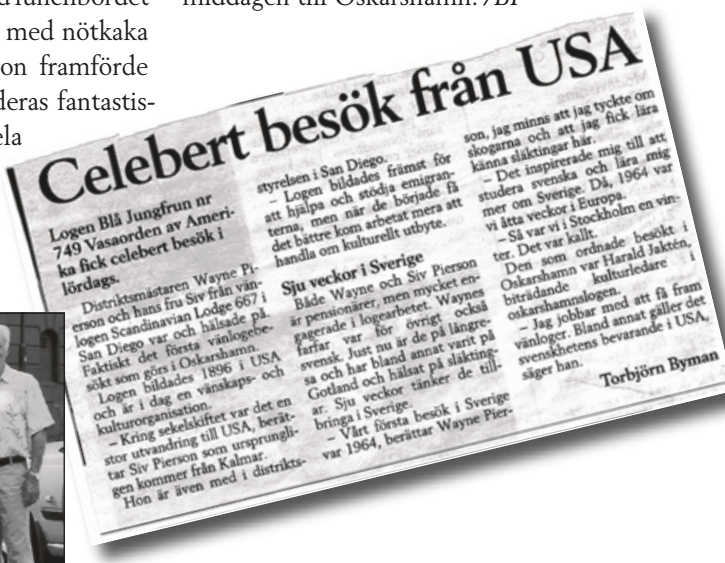 med nötkaka
on framförde
deras fantastis-
ela
middagen till Oskarshamn.
Celebert besök från USA
Logen Blå Jungfrun nr
749 Vasaorden av Ameri-
ka fick celebert besök i
lördags.
Distriktsmästaren Wayne Pi-
erson och hans fru Siv från vän-
logen Scandinavian Lodge 667 i
San Diego var och hälsade på.
Faktiskt det första vänlogebe-
sökt som görs i Oskarshamn.
Logen bildades 1896 i USA
och är i dag en vänskaps- och
kulturorganisation.
– Kring sekelskiftet var det en
stor utvandring till USA, berät-
tar Siv Pierson som ursprungli-
gen kommer från Kalmar.
Hon är även med i distrikts-
styrelsen i San Diego.
– Logen bildades främst för
att hjälpa och stödja emigran-
terna, men när de började få
det bättre kom arbetat mera att
handla om kulturellt utbyte.
Sju veckor i Sverige
Både Wayne och Siv Pierson
är pensionärer, men mycket en-
gagerade i logearbetet. Waynes
farfar var för övrigt också
svensk. Just nu är de på långre-
sa och har bland annat varit på
Gotland och hälsat på släkting-
ar. Sju veckor tänker de till-
bringa i Sverige.
– Vårt första besök i Sverige
var 1964, berättar Wayne Pier-
son, jag minns att jag tyckte om
skogarna och att jag fick lära
känna släktingar här.
– Det inspirerade mig till att
studera svenska och lära mig
mer om Sverige. Då, 1964 var
vi åtta veckor i Europa.
– Så var vi i Stockholm en vin-
ter. Det var kallt.
Den som ordnade besökt i
Oskarshamn var Harald Jaktén,
biträdande kulturledare i
oskarshamnslogen.
– Jag jobbar med att få fram
vänloger. Bland annat gäller det
svenskhetens bevarande i USA,
säger han.
Torbjörn Byman